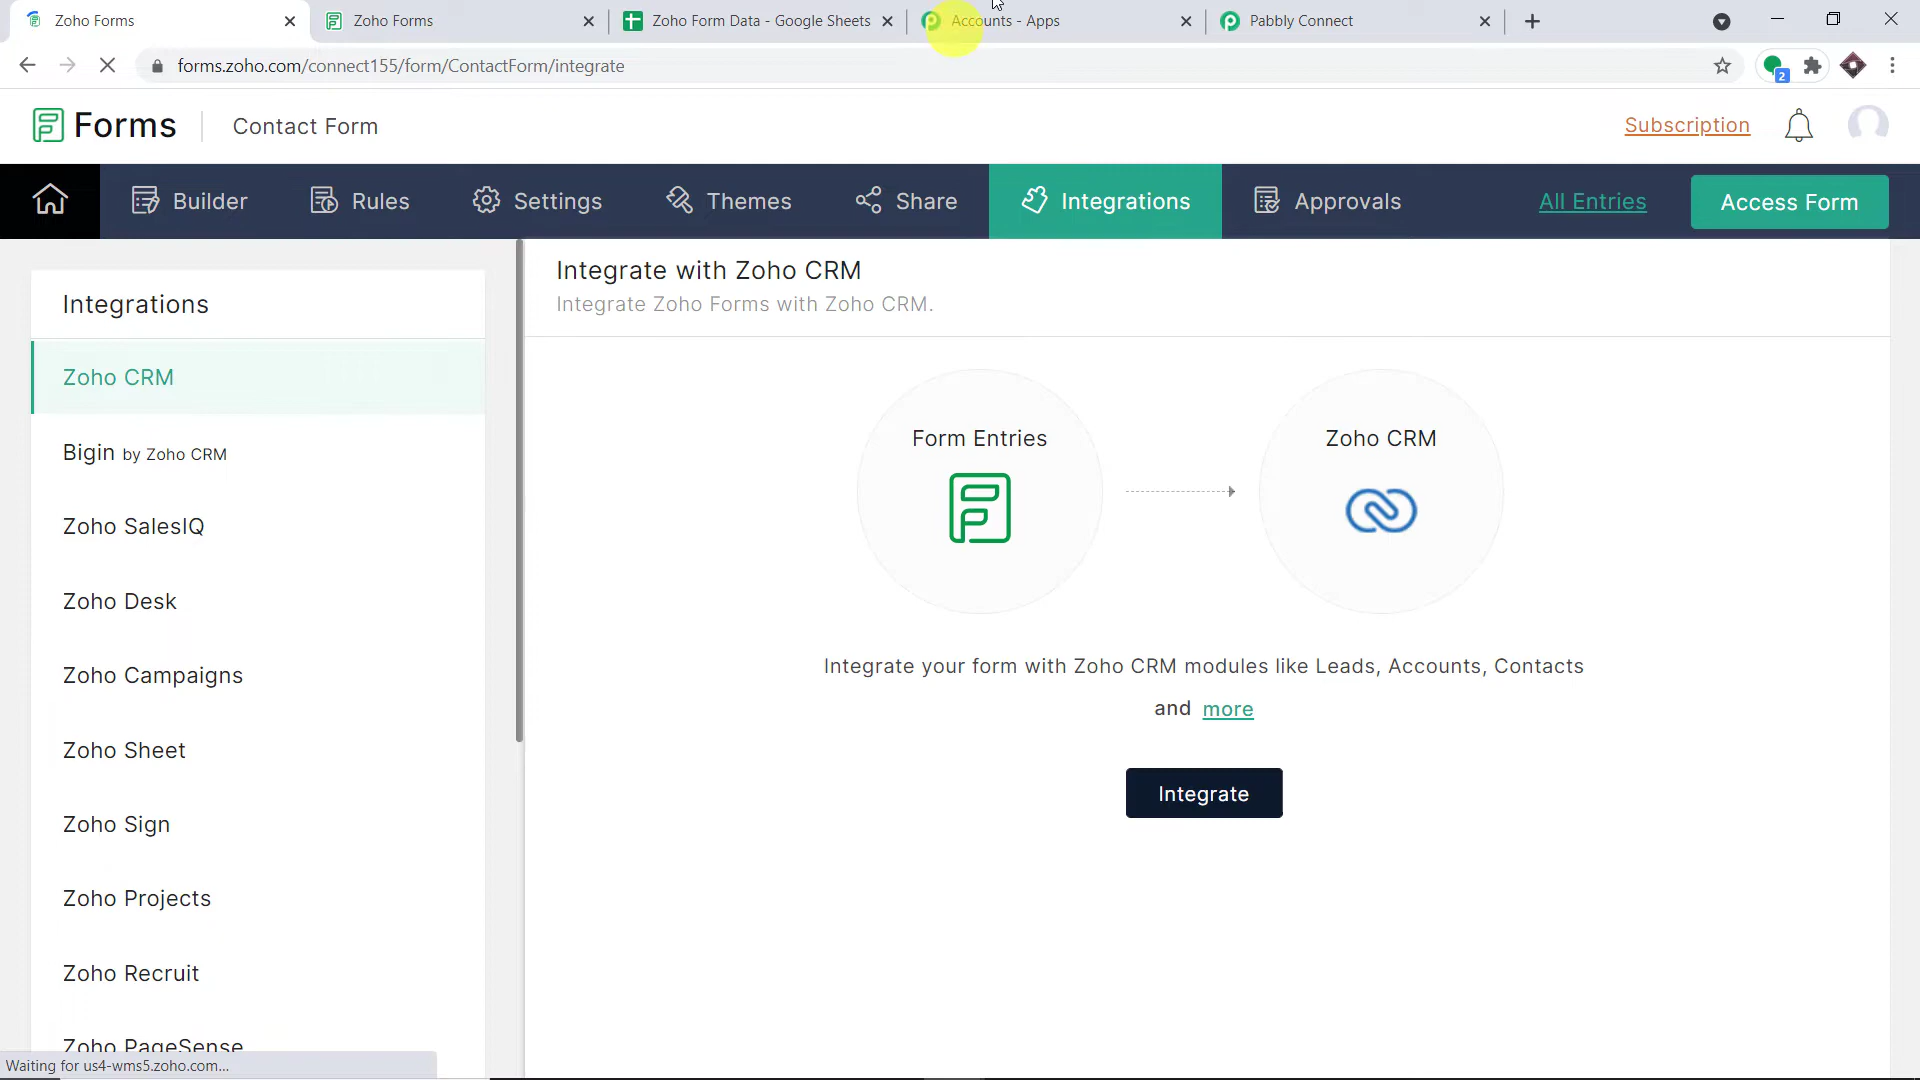 Zoho Forms
Zoho Forms
Zoho Form Data - Google Sheets
Accounts - Apps
Pabbly Connect
forms.zoho.com/connect155/form/ContactForm/integrate
2
Forms
Contact Form
Subscription
Builder
Rules
Settings
Themes
Share
Integrations
Approvals
All Entries
Access Form
Integrations
Zoho CRM
Bigin by Zoho CRM
Zoho SalesIQ
Zoho Desk
Zoho Campaigns
Zoho Sheet
Zoho Sign
Zoho Projects
Zoho Recruit
Zoho PageSense
Integrate with Zoho CRM
Integrate Zoho Forms with Zoho CRM.
Form Entries
Zoho CRM
Integrate your form with Zoho CRM modules like Leads, Accounts, Contacts
and more
Integrate
Waiting for us4-wms5.zoho.com...